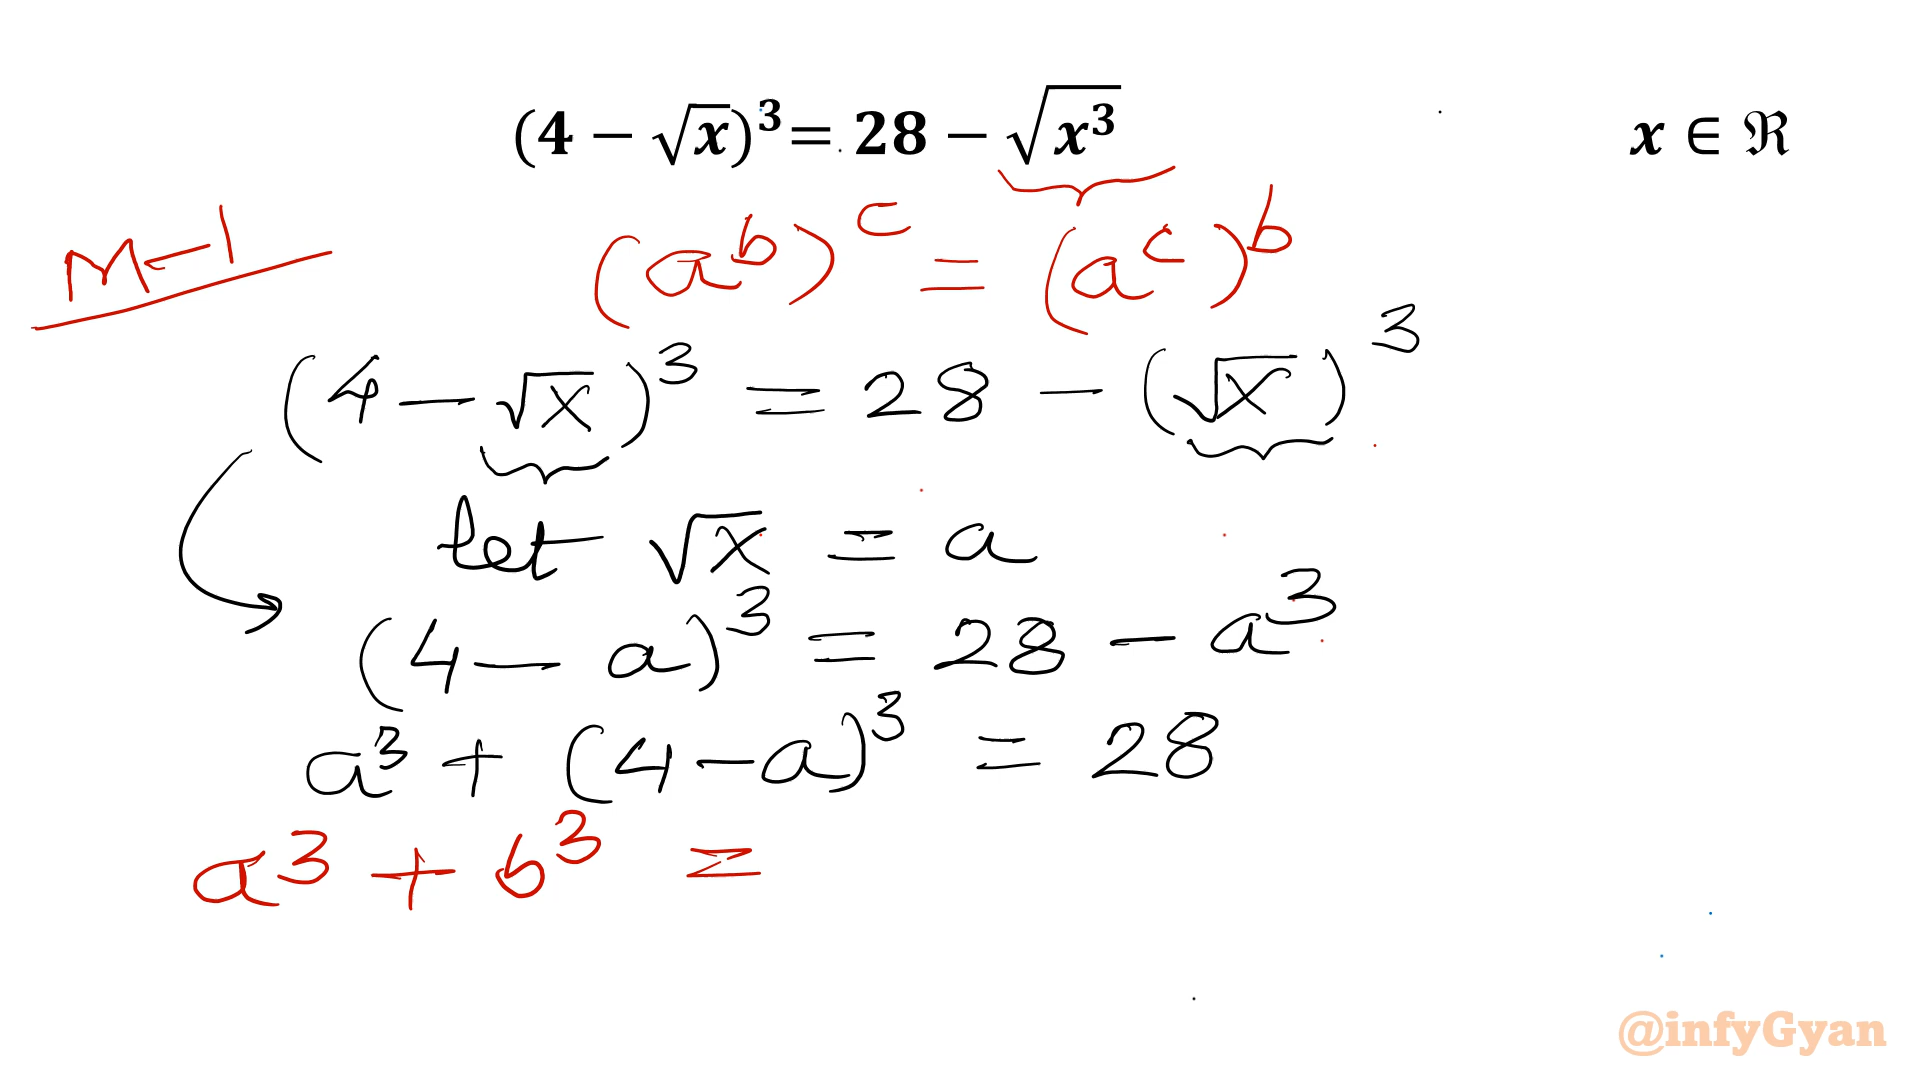 (4 − √x)³ = 28 − √x³ x ∈ ℜ
M-1
(a^b)^c = (a^c)^b
(4 − √x)³ = 28 − (√x)³
let √x = a
(4 − a)³ = 28 − a³
a³ + (4 − a)³ = 28
a³ + b³ =
@infyGyan